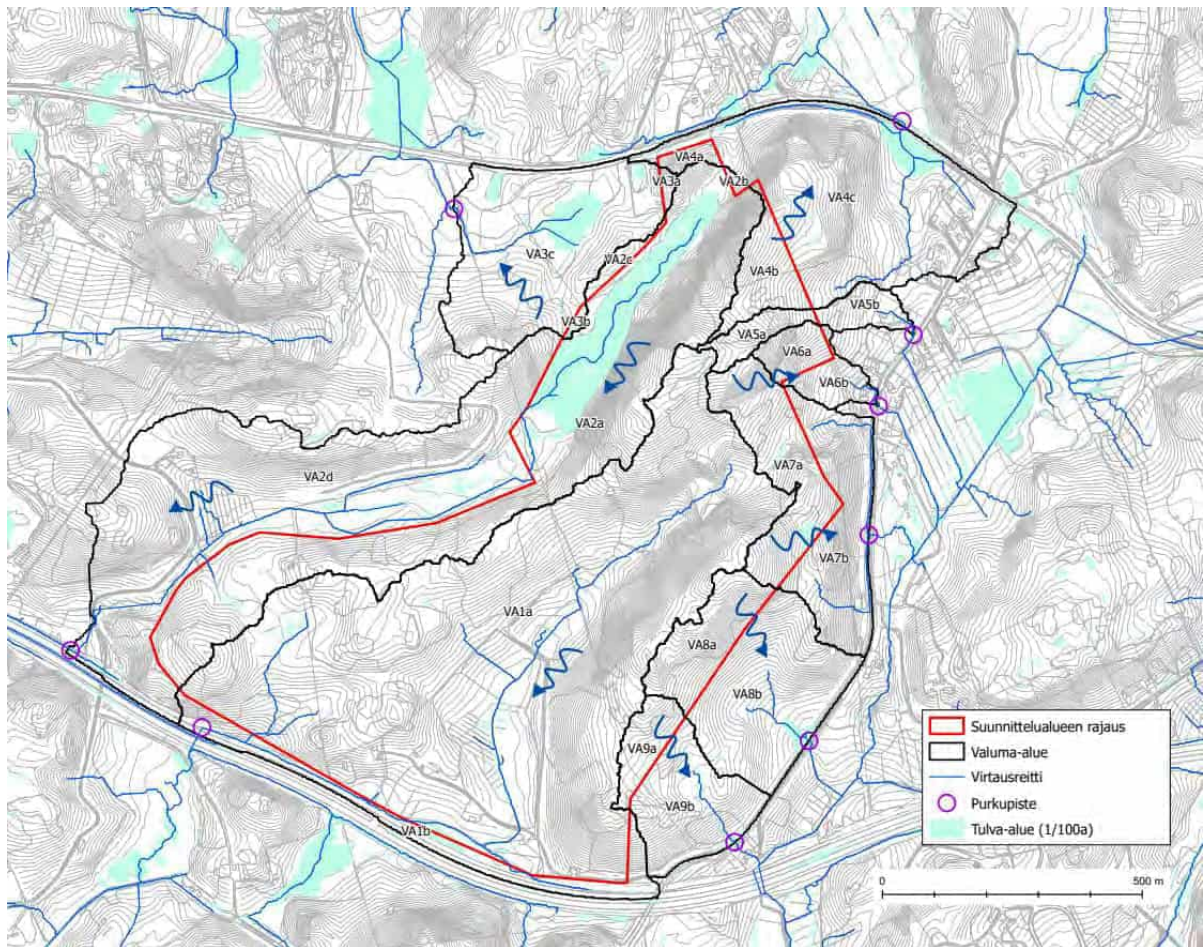 VA4a
VA3a
VA2b
VA4c
VA3c
VA2c
VA4b
VA5b
VA3b
VA5a
VA6a
VA6b
VA2a
VA7a
VA2d
VA7b
VA1a
VA8a
VA8b
VA9a
VA9b
VA1b
Suunnittelualueen rajaus
Valuma-alue
Virtausreitti
Purkupiste
Tulva-alue (1/100a)
0 500 m